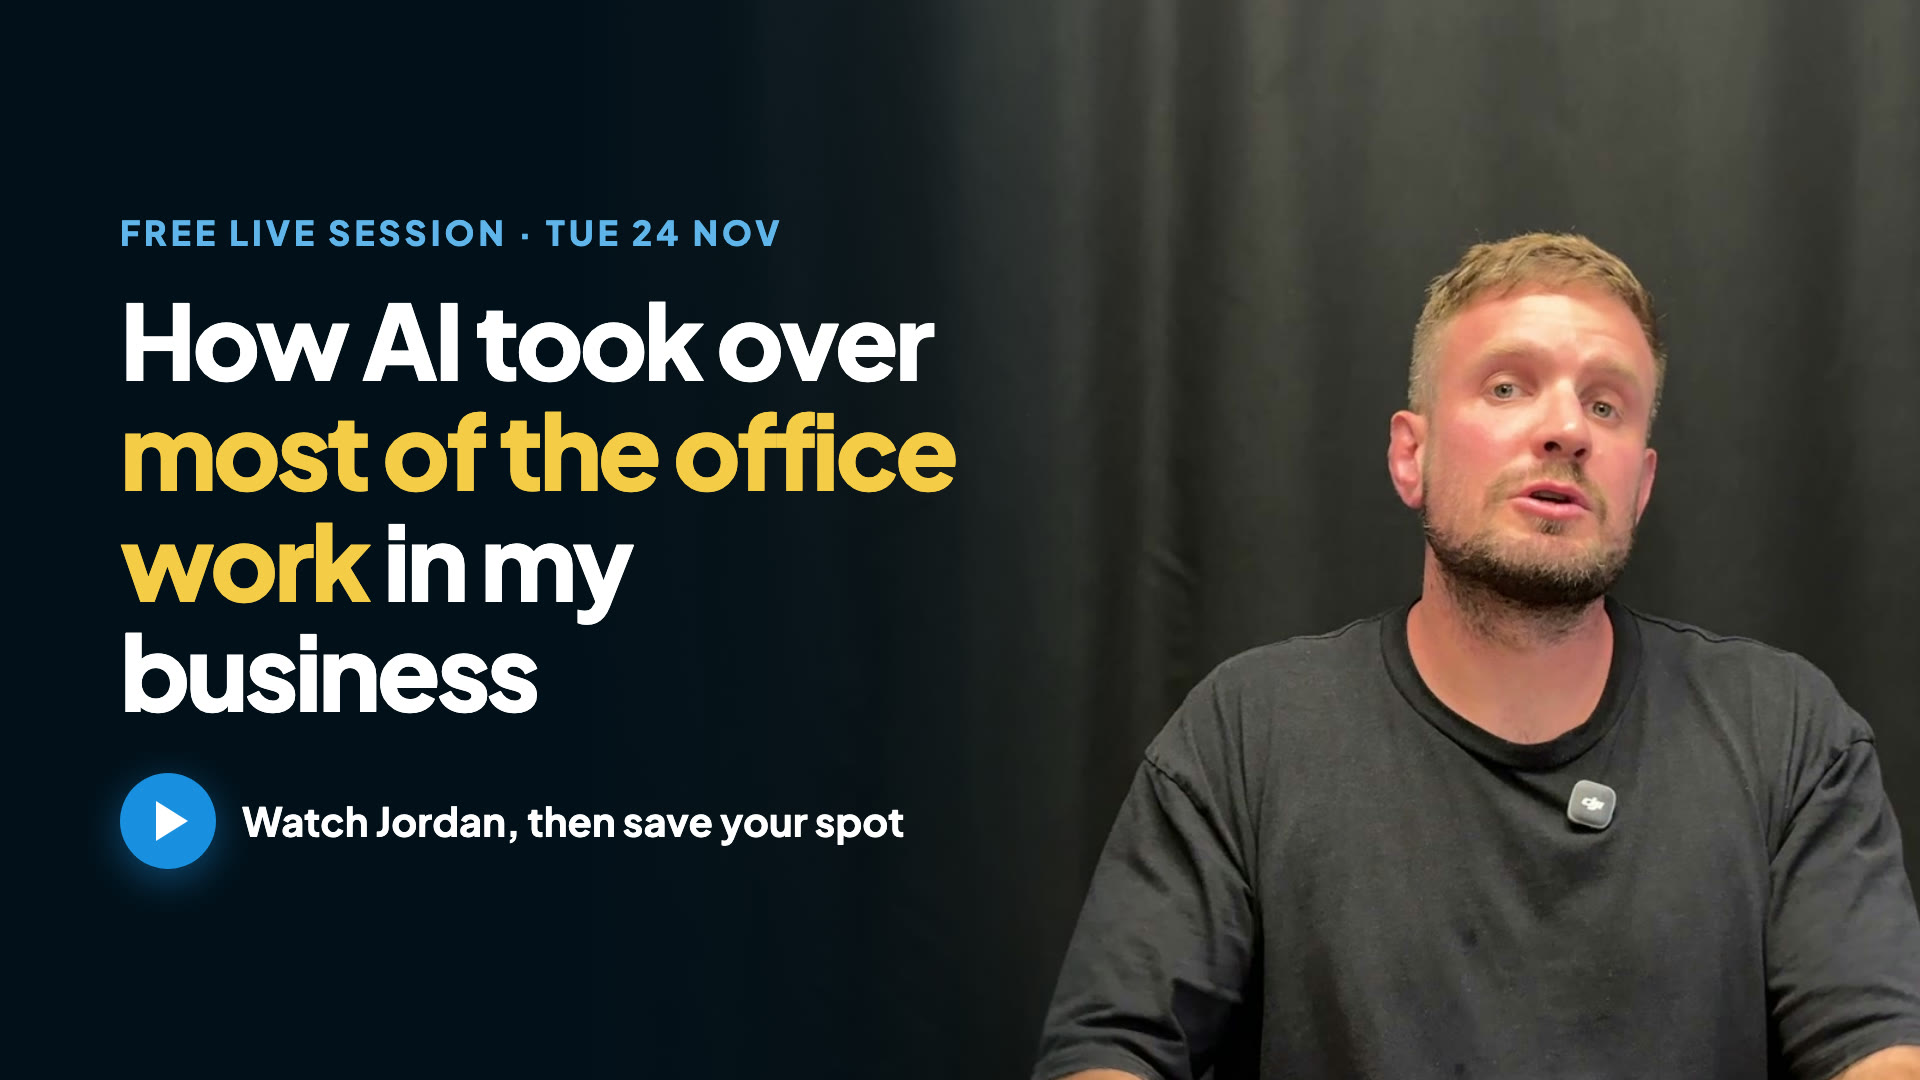 FREE LIVE SESSION · TUE 24 NOV
How AI took over
most of the office
work in my
business
Watch Jordan, then save your spot
dji